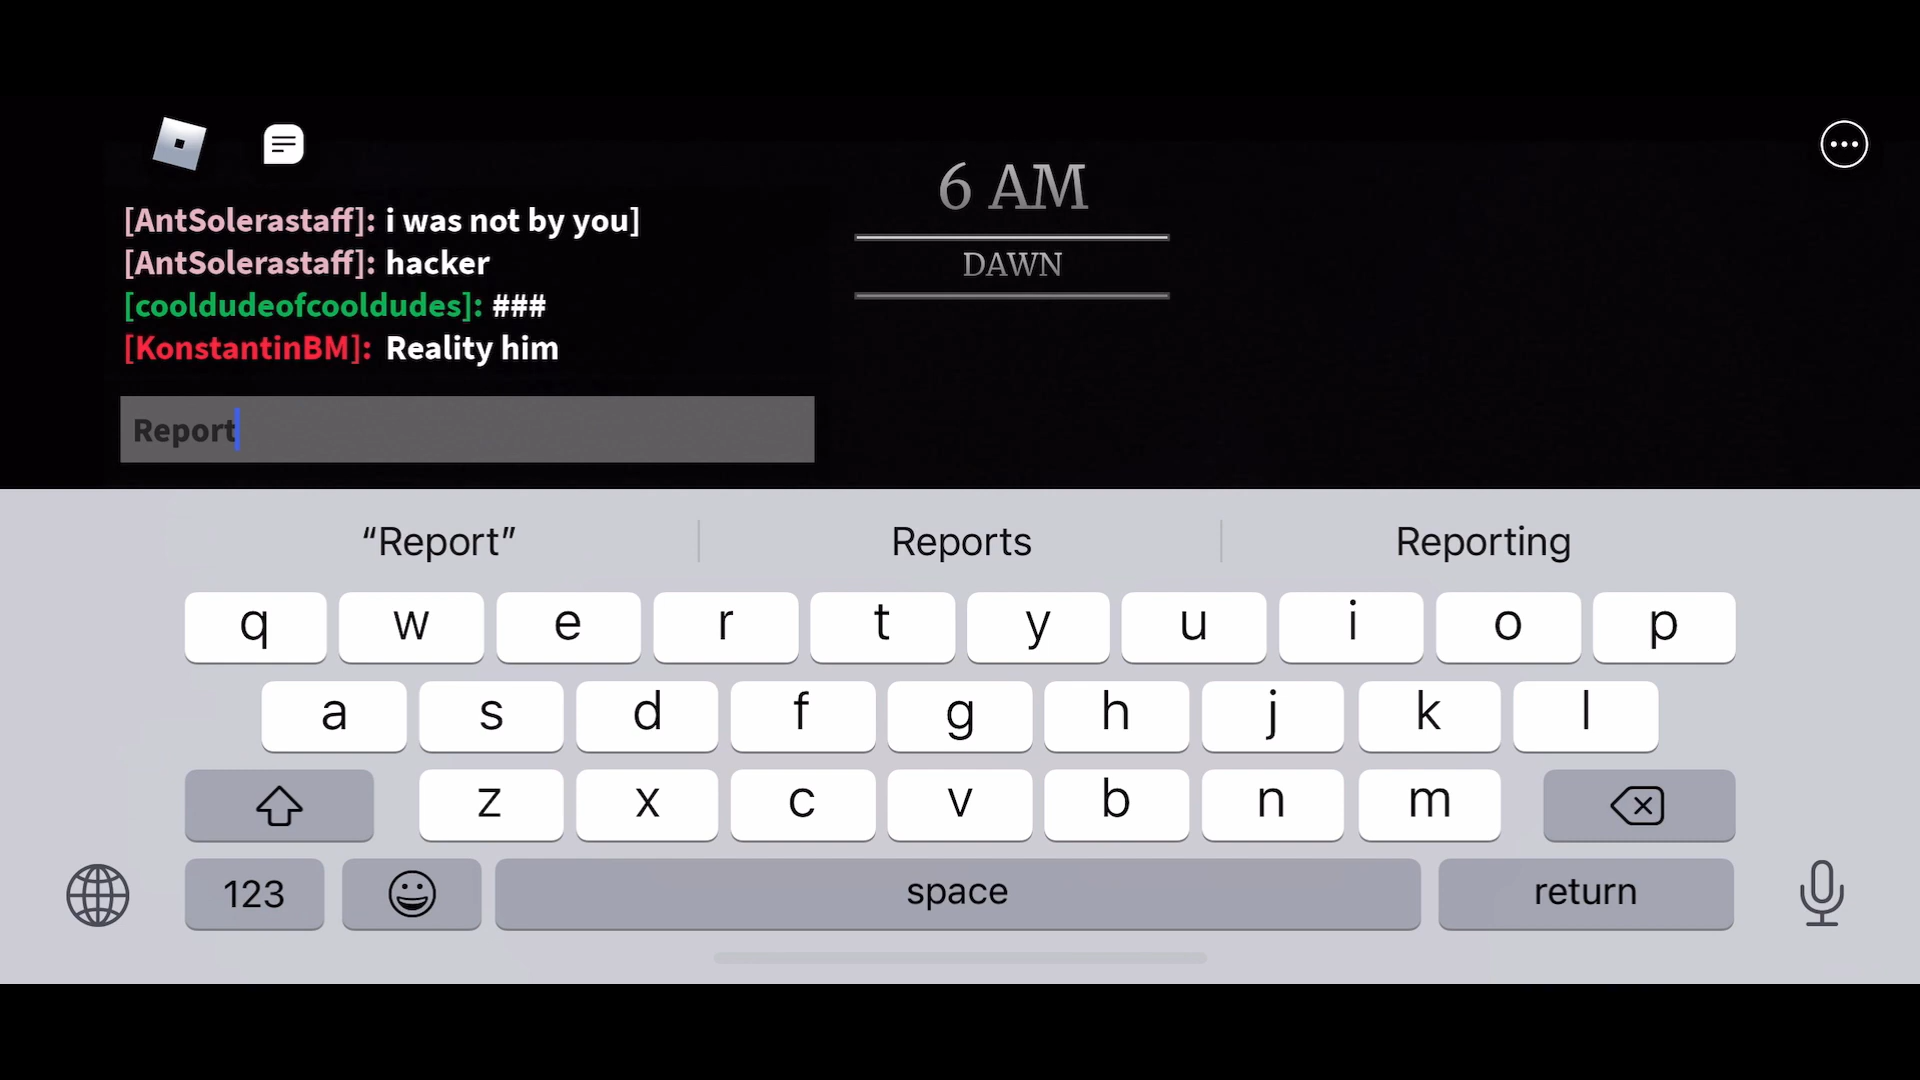 6 AM
DAWN
[AntSolerastaff]: i was not by you]
[AntSolerastaff]: hacker
[cooldudeofcooldudes]: ###
[KonstantinBM]: Reality him
Report
“Report” Reports Reporting
q w e r t y u i o p
a s d f g h j k l
z x c v b n m
123 space return